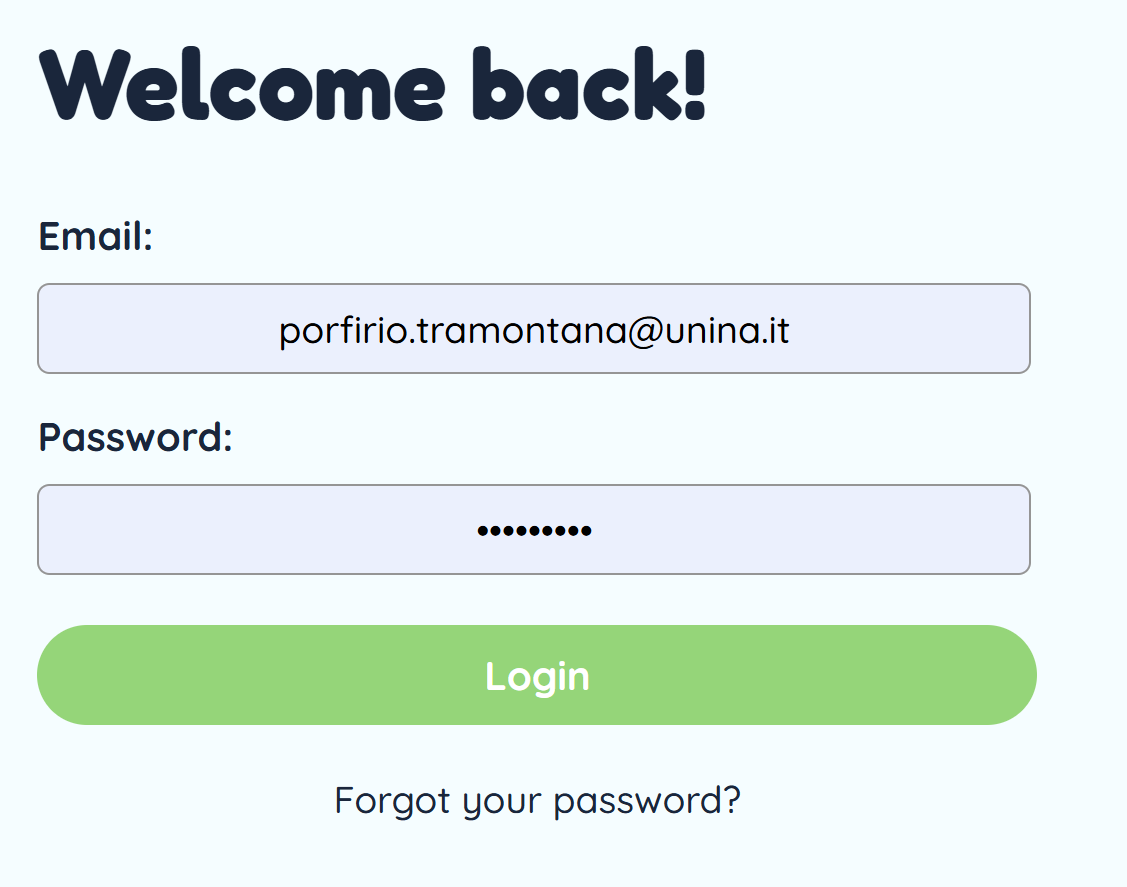 Welcome back!
Email:
porfirio.tramontana@unina.it
Password:
•••••••••
Login
Forgot your password?